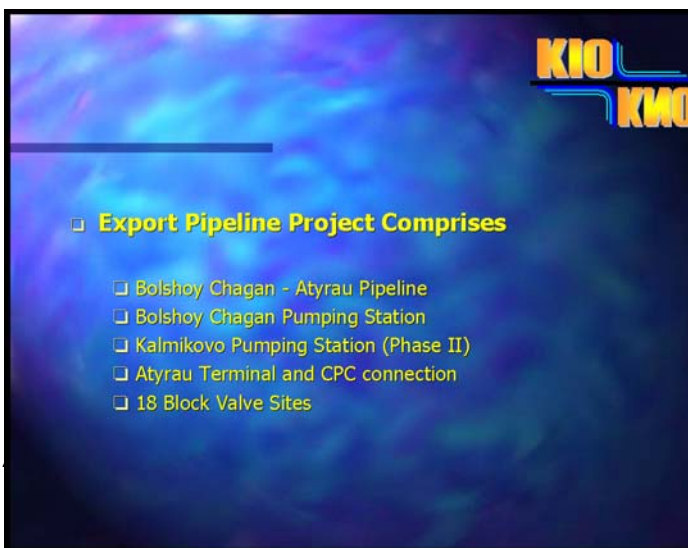 KIO
КИО
Export Pipeline Project Comprises
Bolshoy Chagan - Atyrau Pipeline
Bolshoy Chagan Pumping Station
Kalmikovo Pumping Station (Phase II)
Atyrau Terminal and CPC connection
18 Block Valve Sites